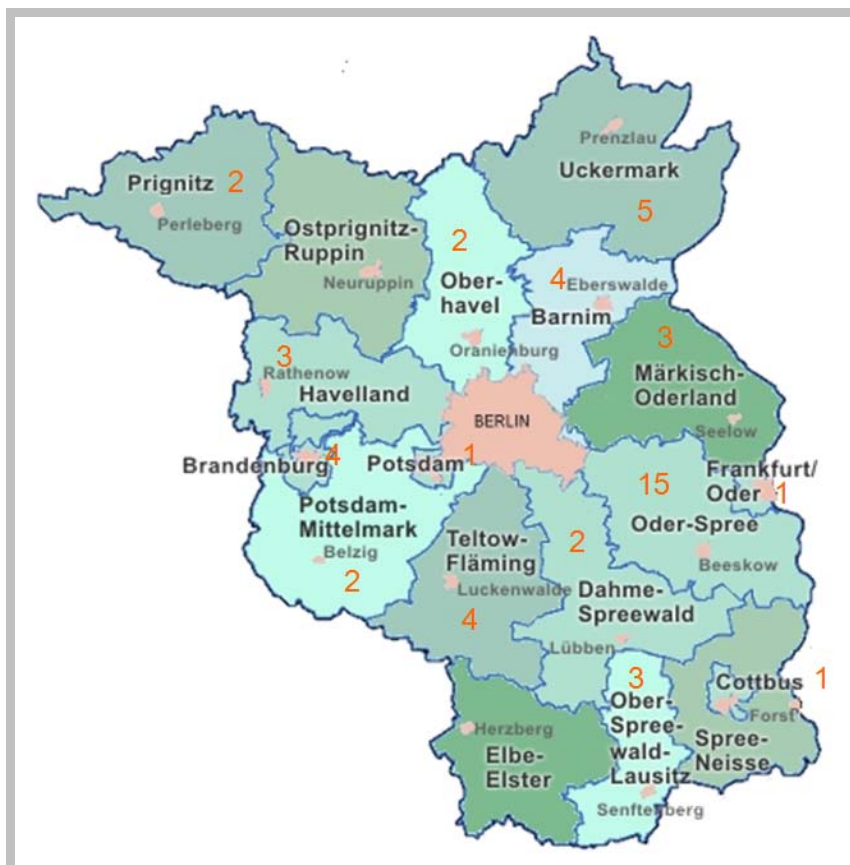 Prenzlau
Uckermark
5
Prignitz 2
Perleberg
Ostprignitz-
Ruppin
Neuruppin
2
Ober-
havel
Oranienburg
4
Eberswalde
Barnim
3
Märkisch-
Oderland
Seelow
3
Rathenow
Havelland
BERLIN
Brandenburg 4
Potsdam 1
Potsdam-
Mittelmark
Belzig
2
Teltow-
Fläming
Luckenwalde
4
15
Oder-Spree
Beeskow
Frankfurt/
Oder 1
2
Dahme-
Spreewald
Lübben
3
Ober-
Spree-
wald-
Lausitz
Senftenberg
Cottbus 1
Forst
Spree-
Neisse
Herzberg
Elbe-
Elster